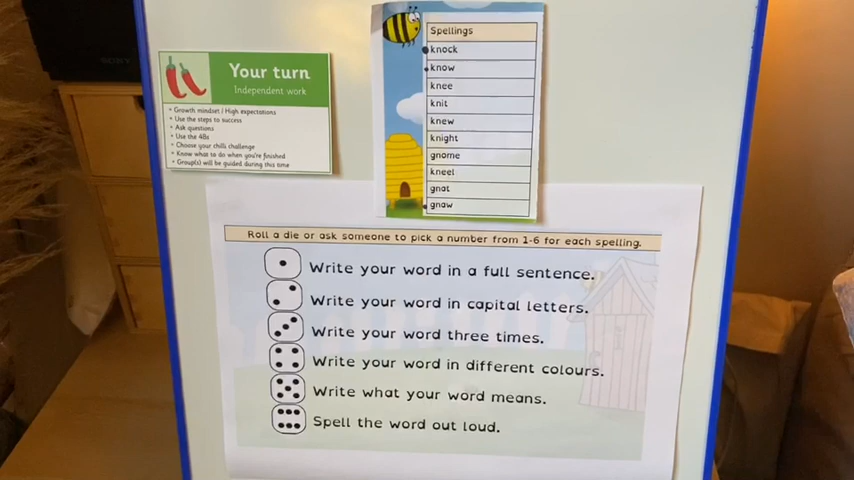 SONY
Your turn
Independent work
• Growth mindset / High expectations
• Use the steps to success
• Ask questions
• Use the 4Bs
• Choose your chilli challenge
• Know what to do when you're finished
• Group(s) will be guided during this time
Spellings
knock
know
knee
knit
knew
knight
gnome
kneel
gnat
gnaw
Roll a die or ask someone to pick a number from 1-6 for each spelling.
Write your word in a full sentence.
Write your word in capital letters.
Write your word three times.
Write your word in different colours.
Write what your word means.
Spell the word out loud.